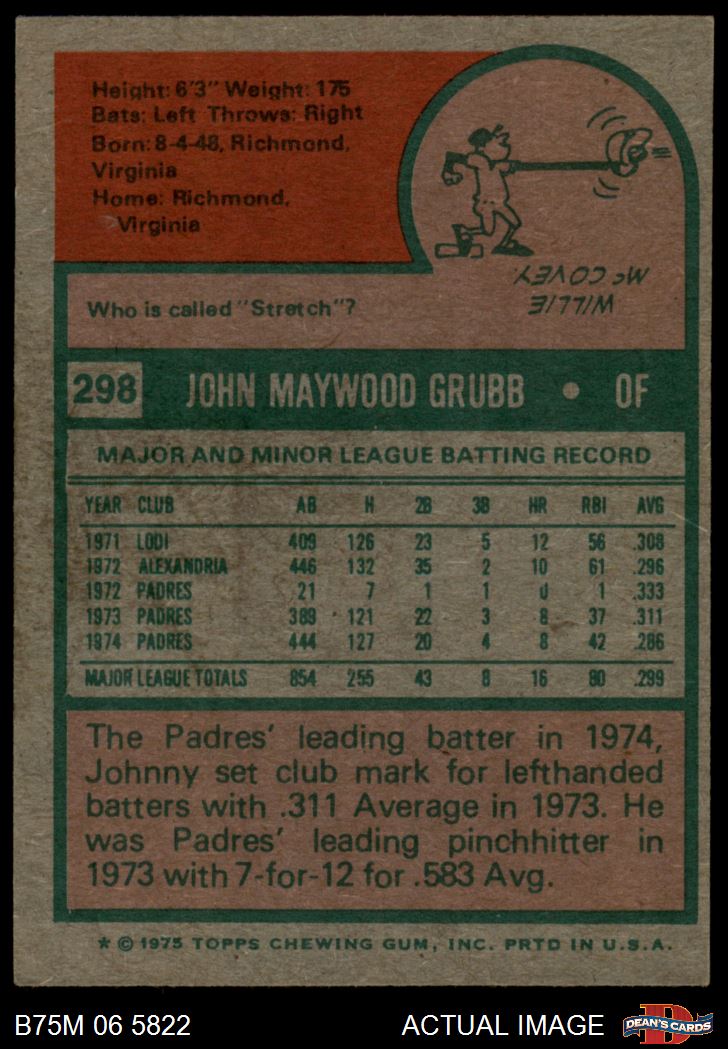 Height: 6'3" Weight: 175
Bats: Left Throws: Right
Born: 8-4-48, Richmond,
Virginia
Home: Richmond,
Virginia
Who is called "Stretch"?
WILLIE
McCOVEY.
298 JOHN MAYWOOD GRUBB • OF
MAJOR AND MINOR LEAGUE BATTING RECORD
YEAR CLUB AB H 2B 3B HR RBI AVG
1971 LODI 409 126 23 5 12 56 .308
1972 ALEXANDRIA 446 132 35 2 10 61 .296
1972 PADRES 21 7 1 1 0 1 .333
1973 PADRES 389 121 22 3 8 37 .311
1974 PADRES 444 127 20 4 8 42 .286
MAJOR LEAGUE TOTALS 854 255 43 8 16 80 .299
The Padres' leading batter in 1974,
Johnny set club mark for lefthanded
batters with .311 Average in 1973. He
was Padres' leading pinchhitter in
1973 with 7-for-12 for .583 Avg.
* © 1975 TOPPS CHEWING GUM, INC. PRTD IN U.S.A.
B75M 06 5822 ACTUAL IMAGE D DEAN'S CARDS